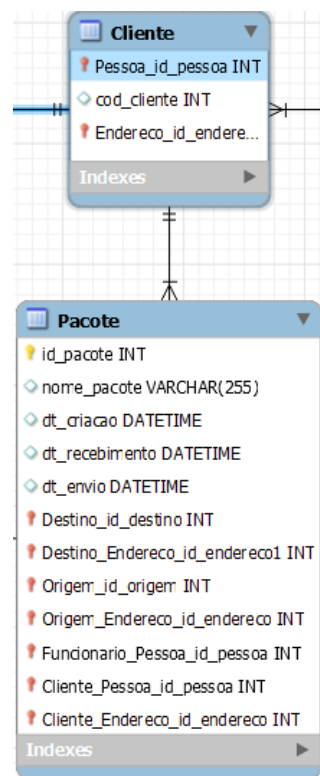 Cliente
Pessoa_id_pessoa INT
cod_cliente INT
Endereco_id_endere...
Indexes
Pacote
id_pacote INT
nome_pacote VARCHAR(255)
dt_criacao DATETIME
dt_recebimento DATETIME
dt_envio DATETIME
Destino_id_destino INT
Destino_Endereco_id_endereco1 INT
Origem_id_origem INT
Origem_Endereco_id_endereco INT
Funcionario_Pessoa_id_pessoa INT
Cliente_Pessoa_id_pessoa INT
Cliente_Endereco_id_endereco INT
Indexes